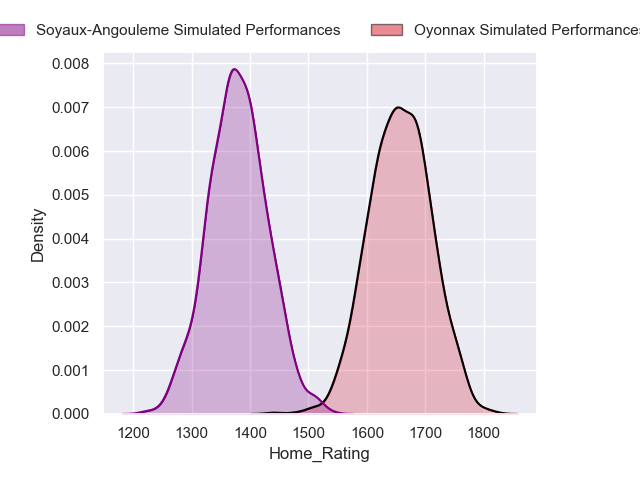 Soyaux-Angouleme Simulated Performances
Oyonnax Simulated Performances
0.008
0.007
0.006
0.005
0.004
0.003
0.002
0.001
0.000
Density
1200 1300 1400 1500 1600 1700 1800
Home_Rating